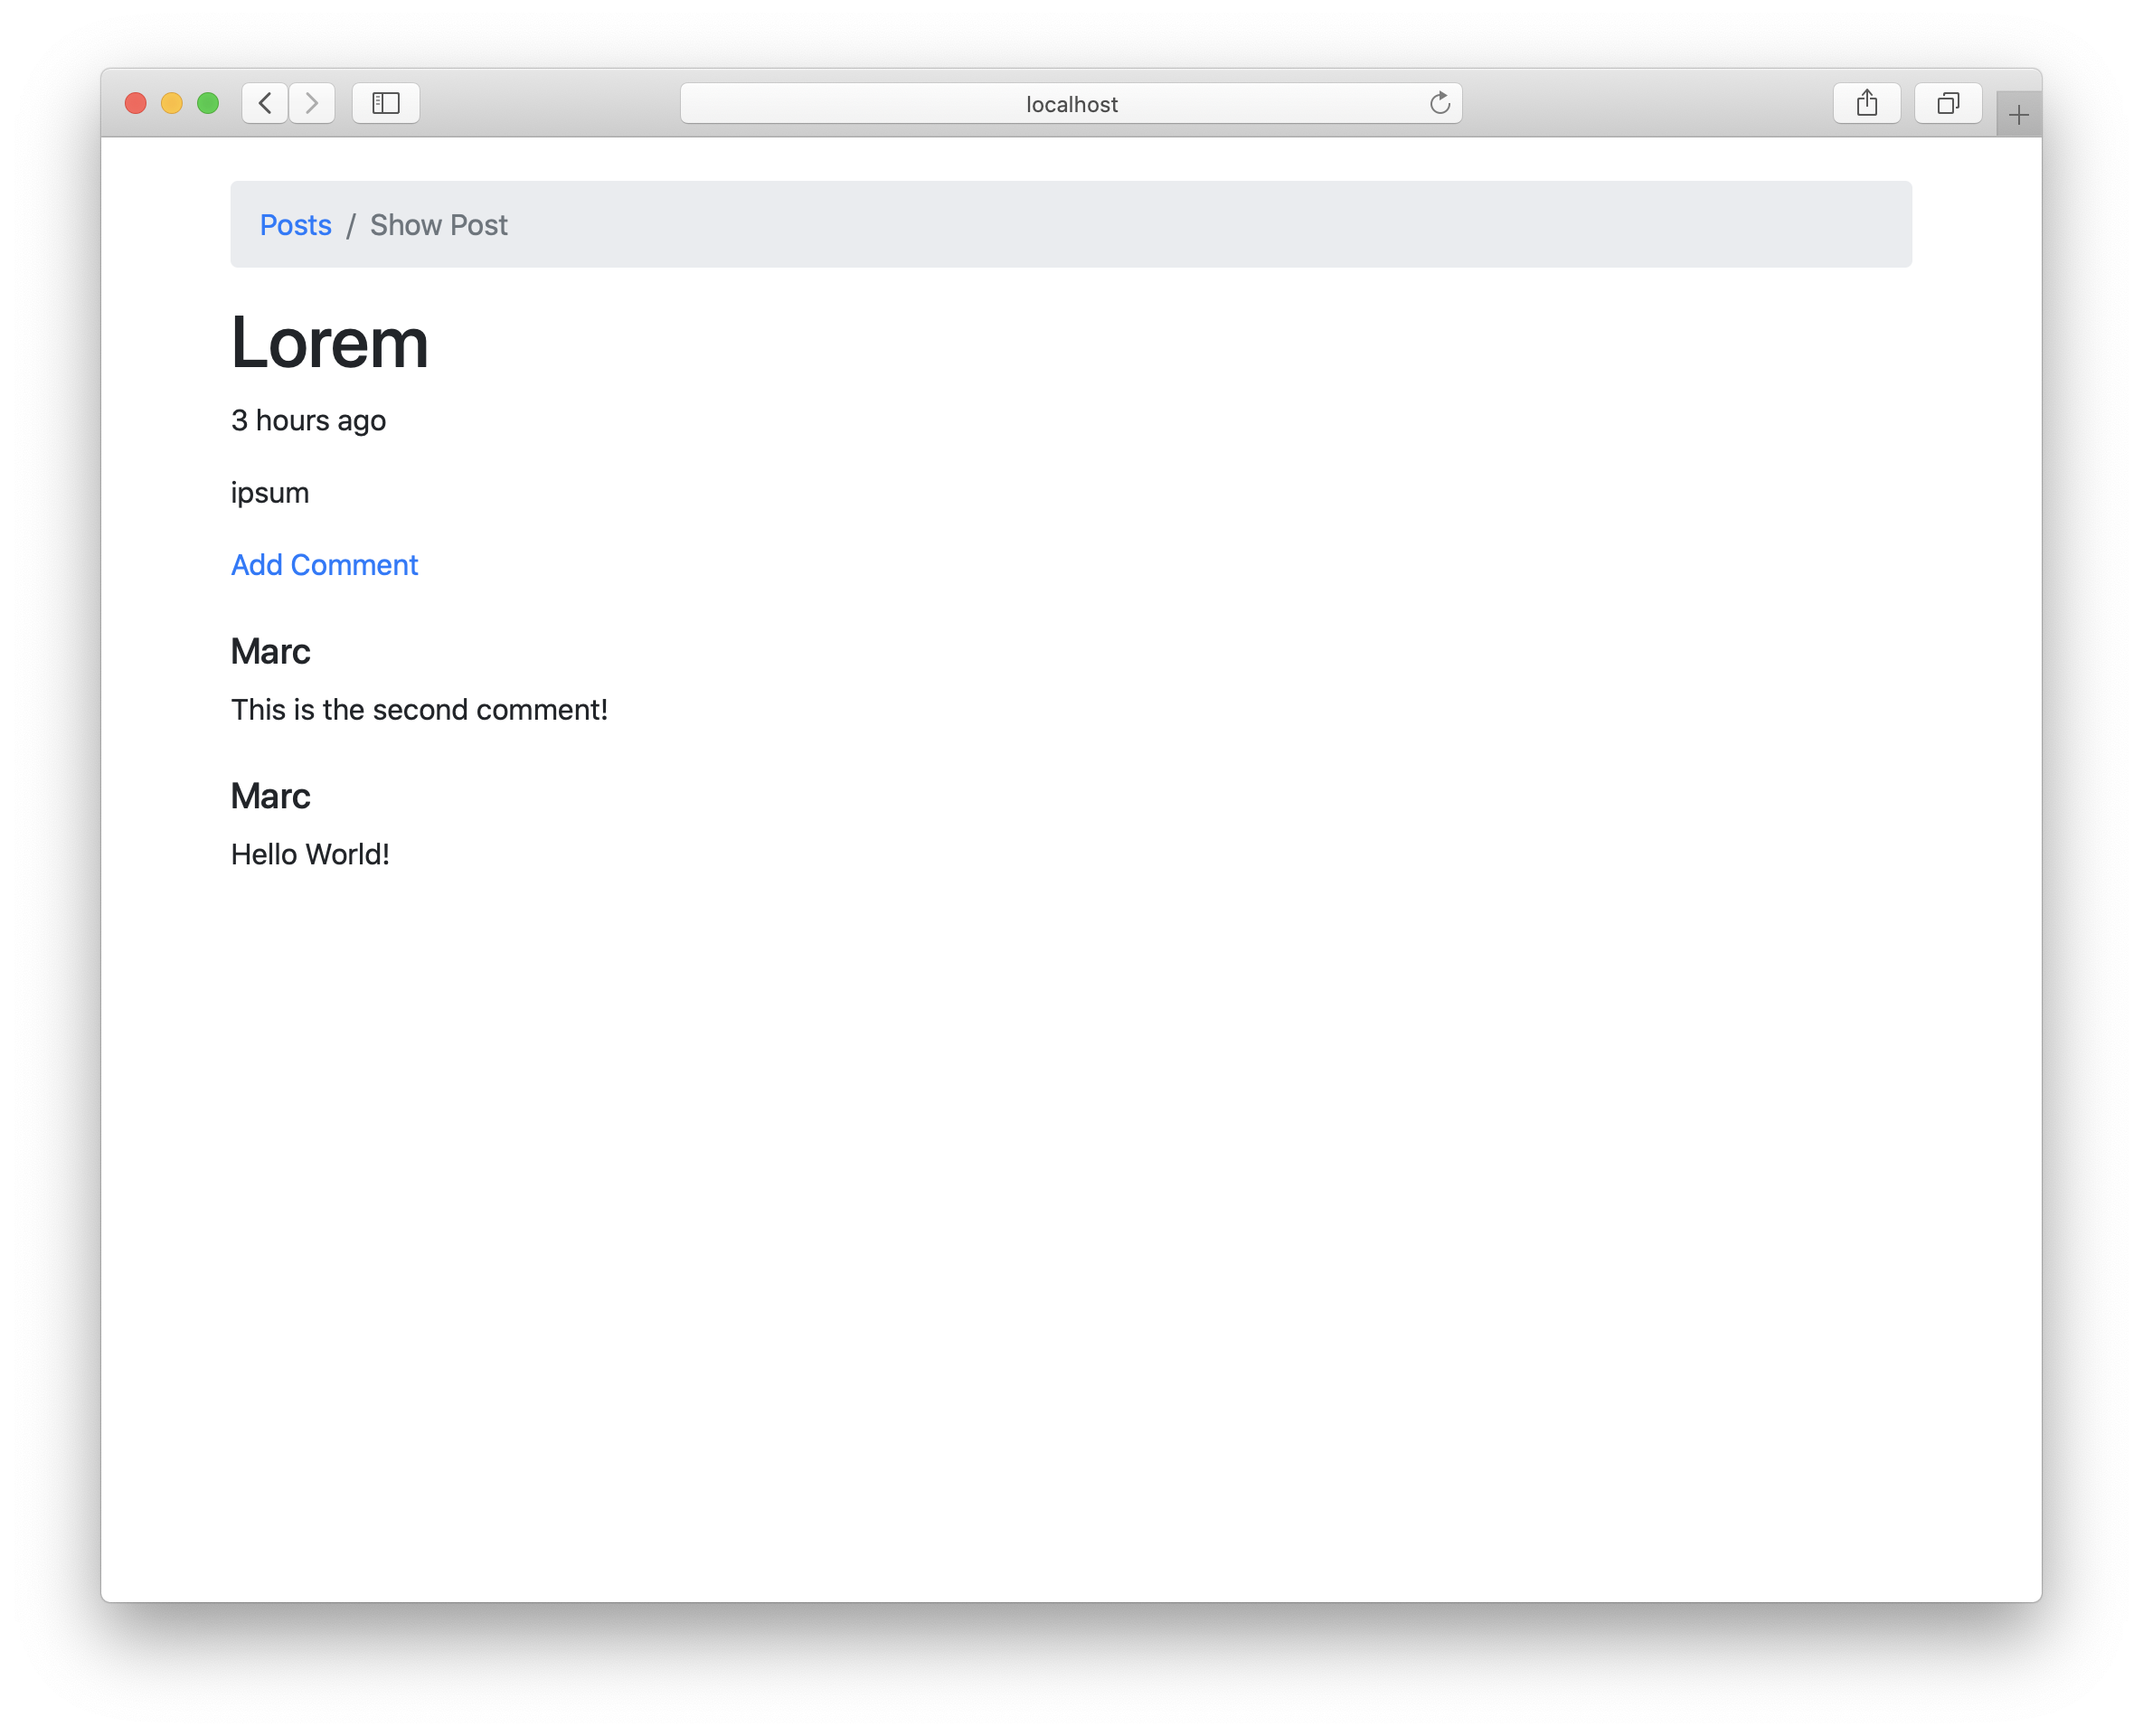 localhost
Posts / Show Post
Lorem
3 hours ago
ipsum
Add Comment
Marc
This is the second comment!
Marc
Hello World!